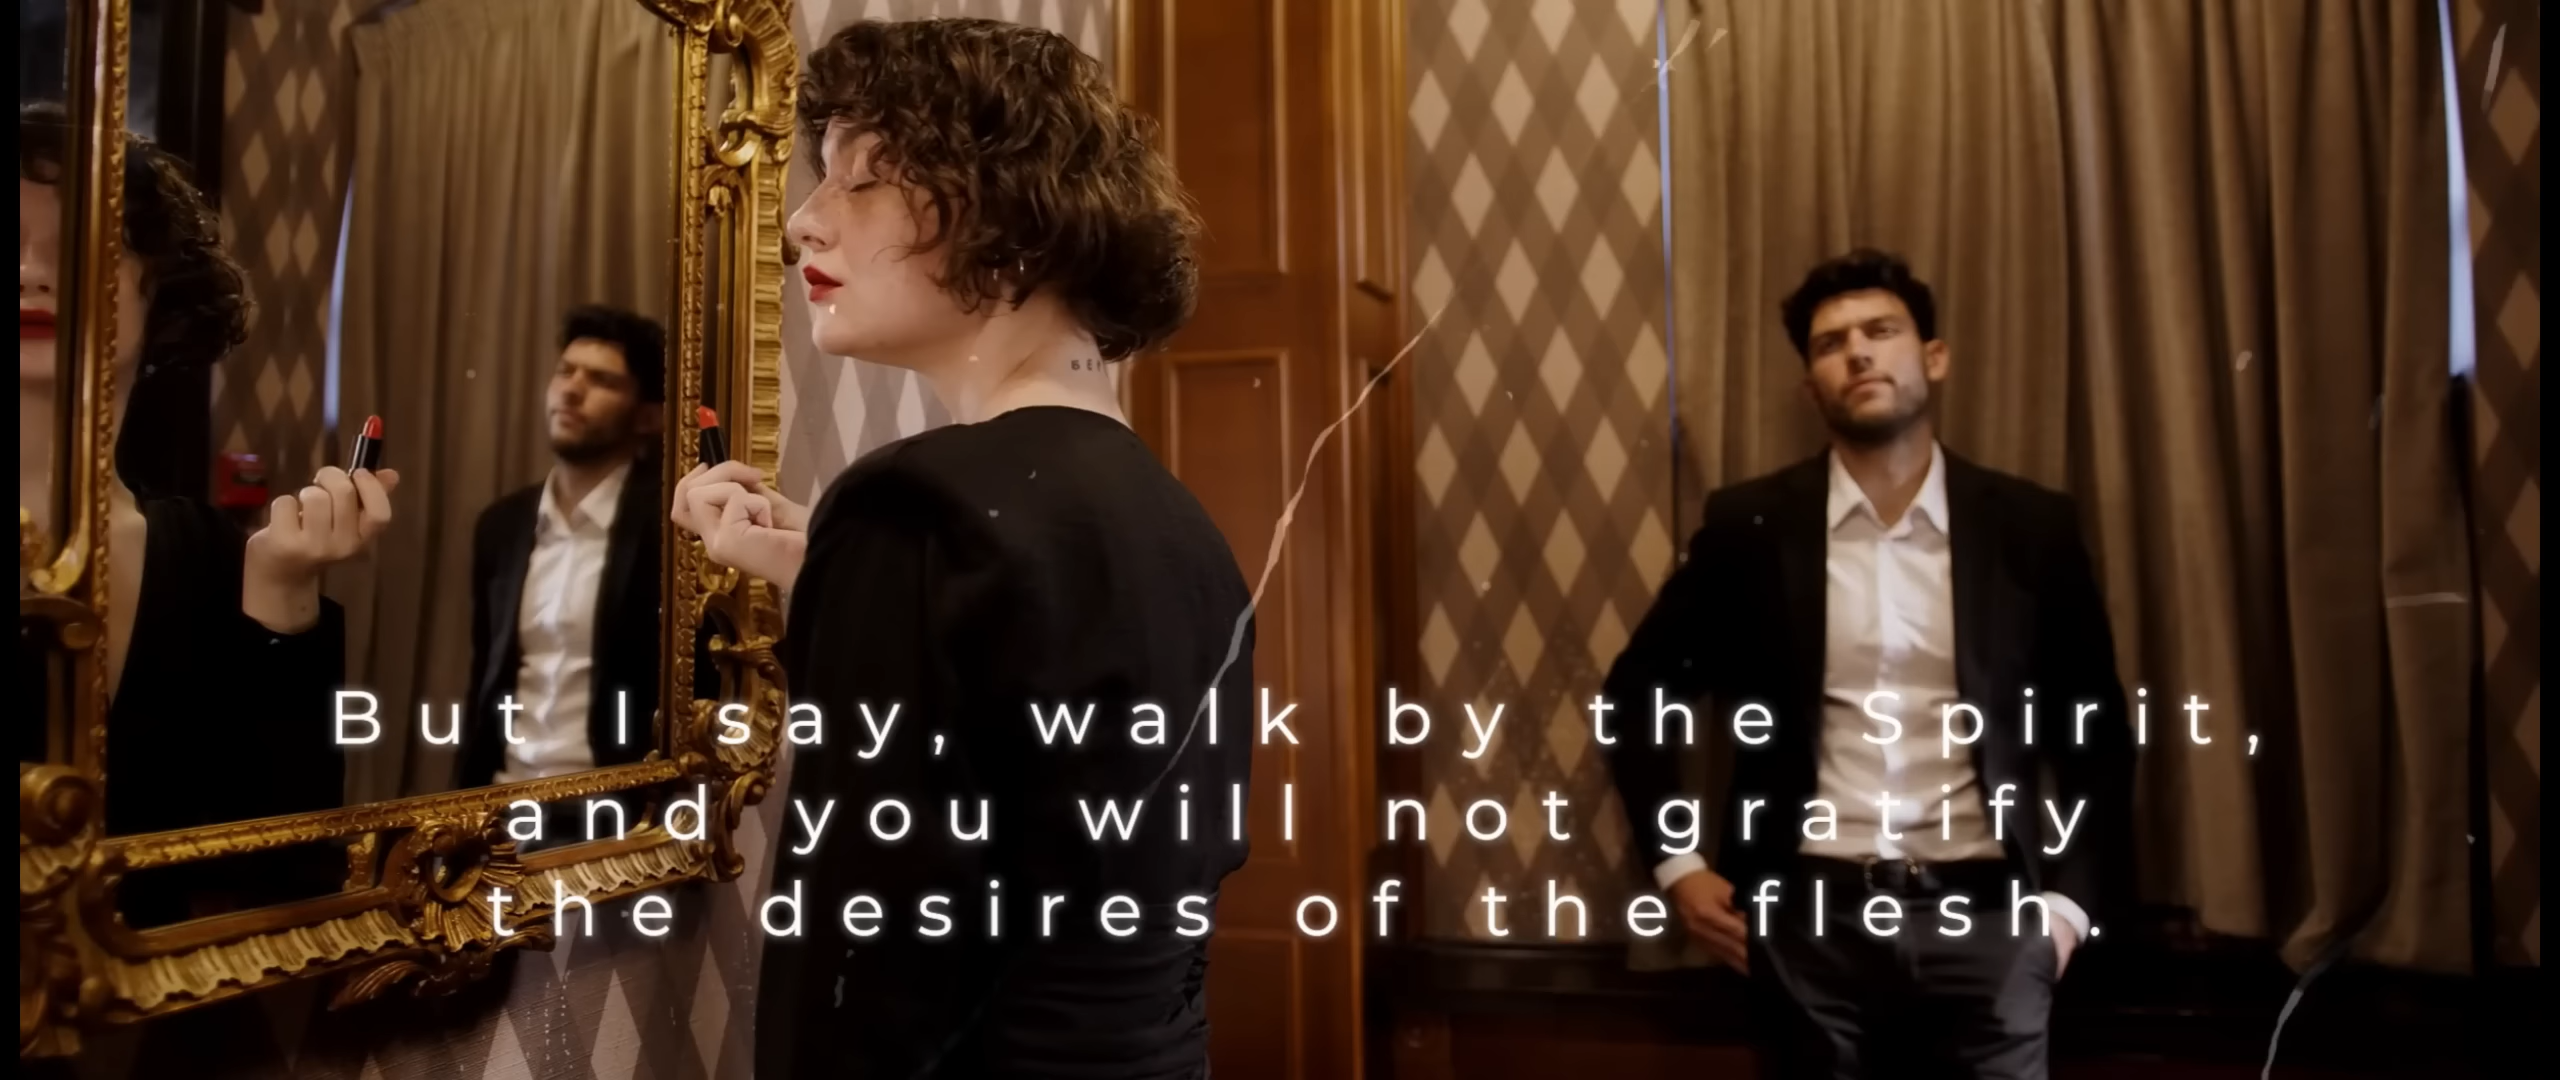 But I say, walk by the Spirit,
and you will not gratify
the desires of the flesh.